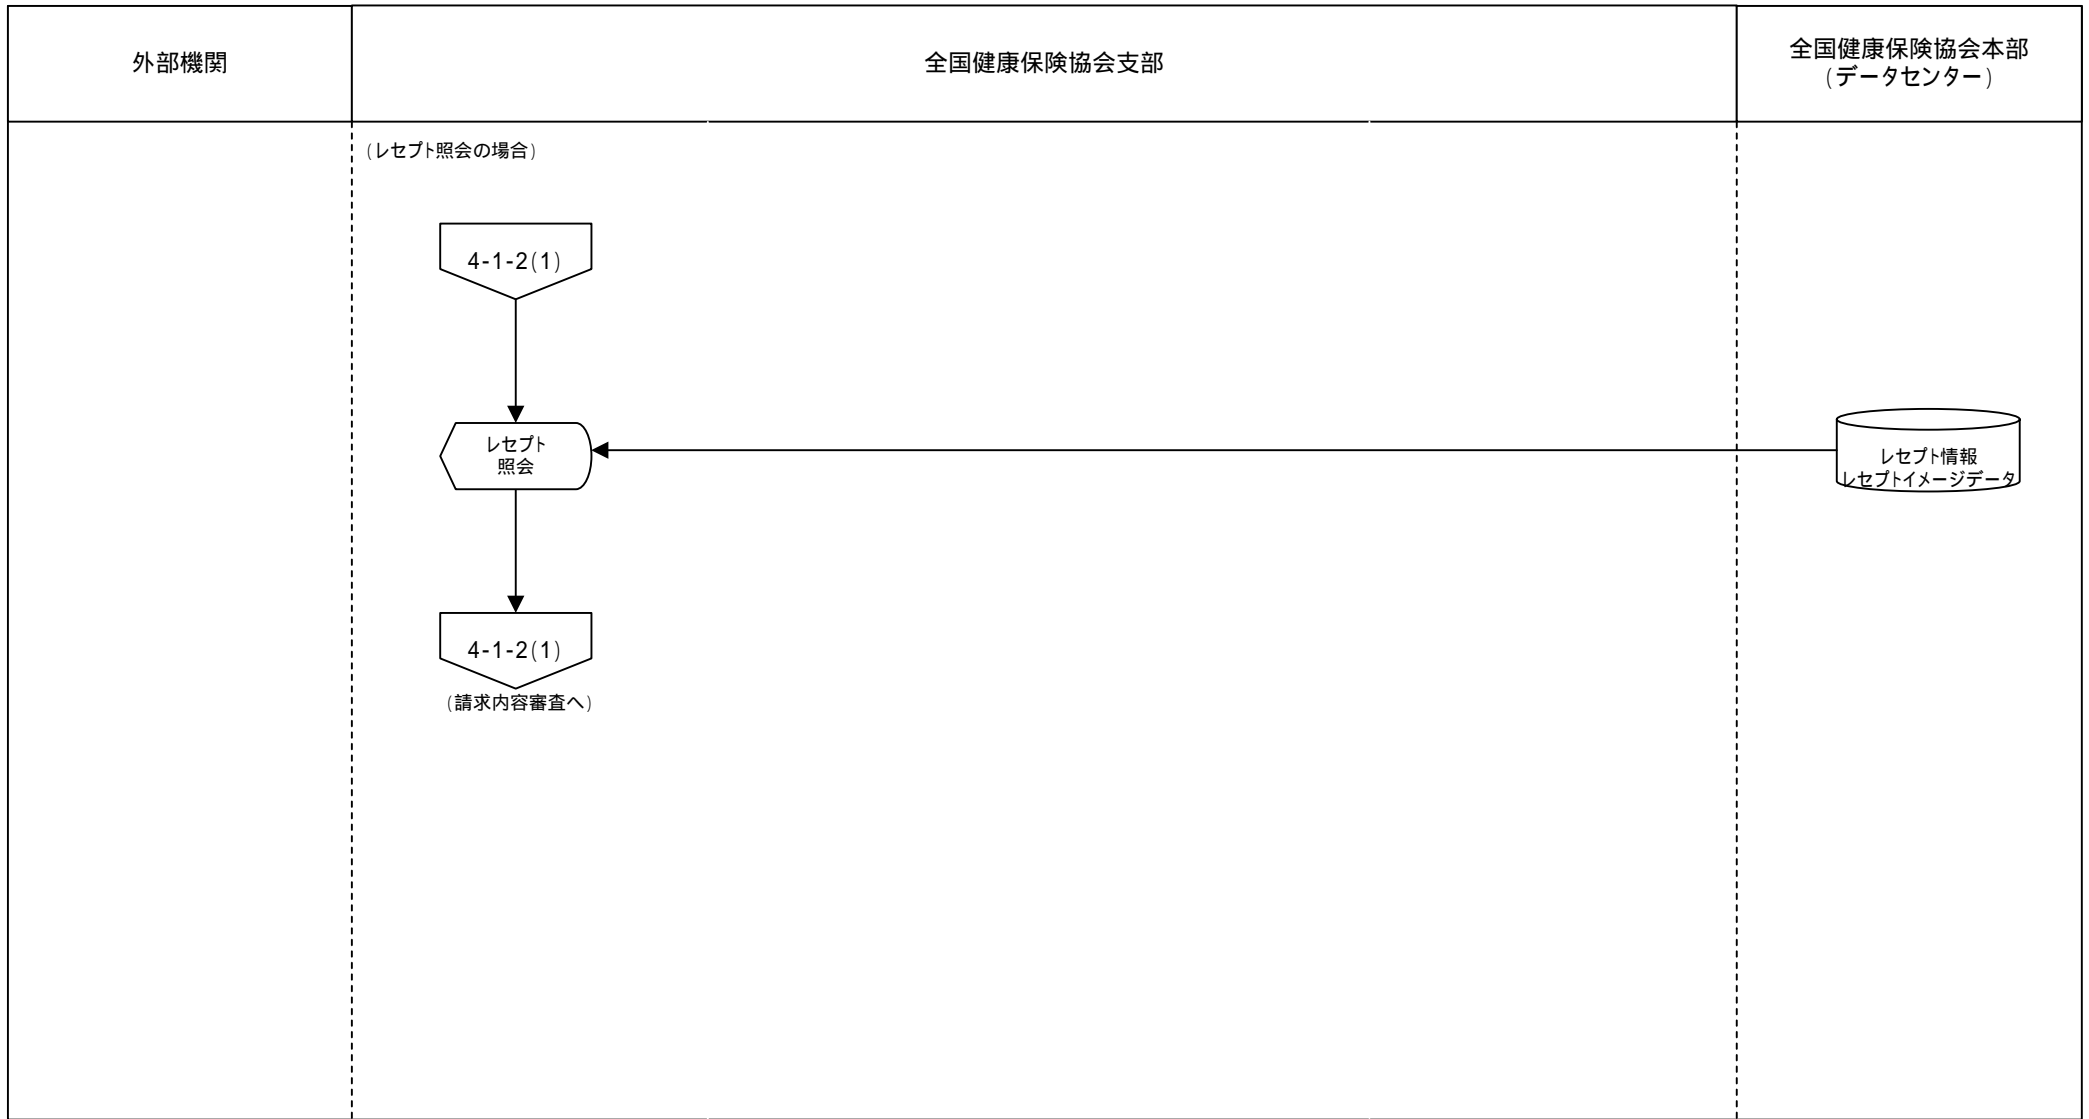 外部機関
全国健康保険協会支部
全国健康保険協会本部
(データセンター)
(レセプト照会の場合)
4-1-2(1)
レセプト
照会
レセプト情報
レセプトイメージデータ
4-1-2(1)
(請求内容審査へ)